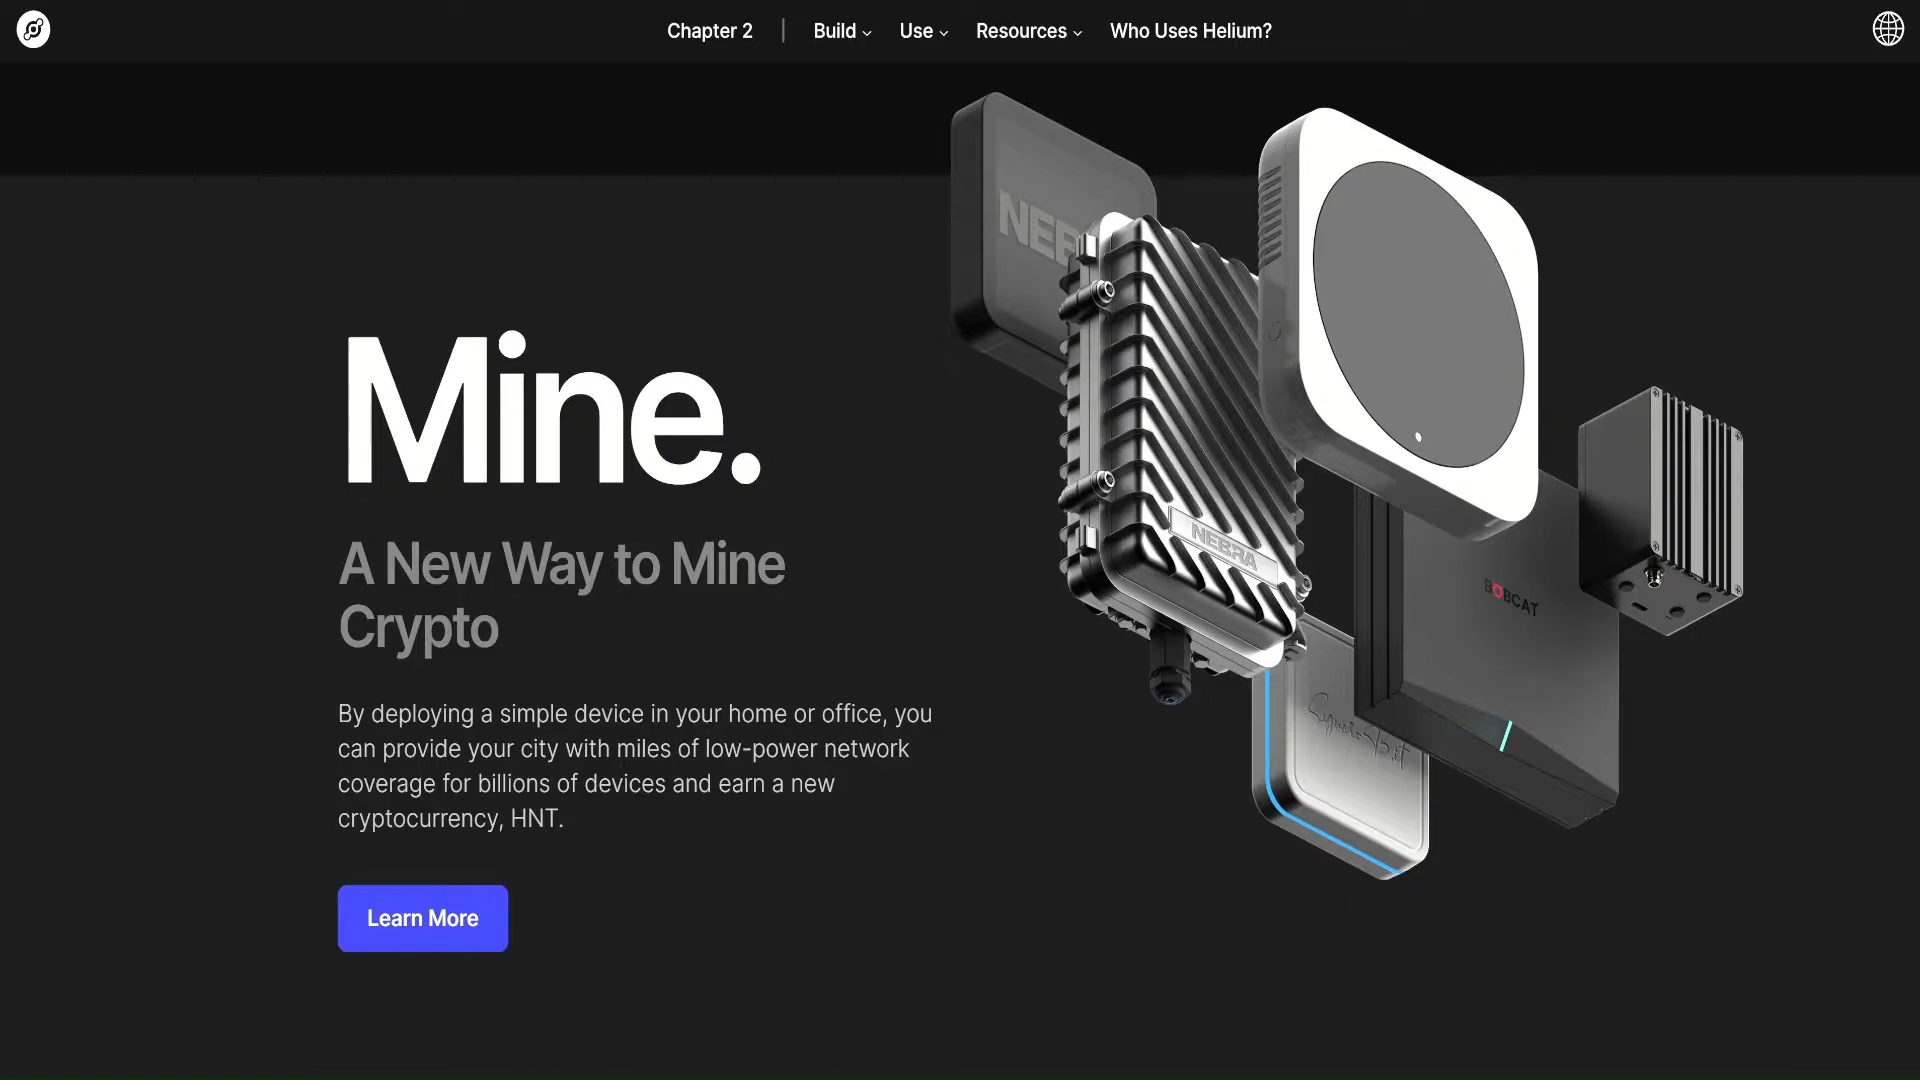 Chapter 2
Build
Use
Resources
Who Uses Helium?
NEB
NEBRA
BOBCAT
Mine.
A New Way to Mine
Crypto
By deploying a simple device in your home or office, you
can provide your city with miles of low-power network
coverage for billions of devices and earn a new
cryptocurrency, HNT.
Learn More